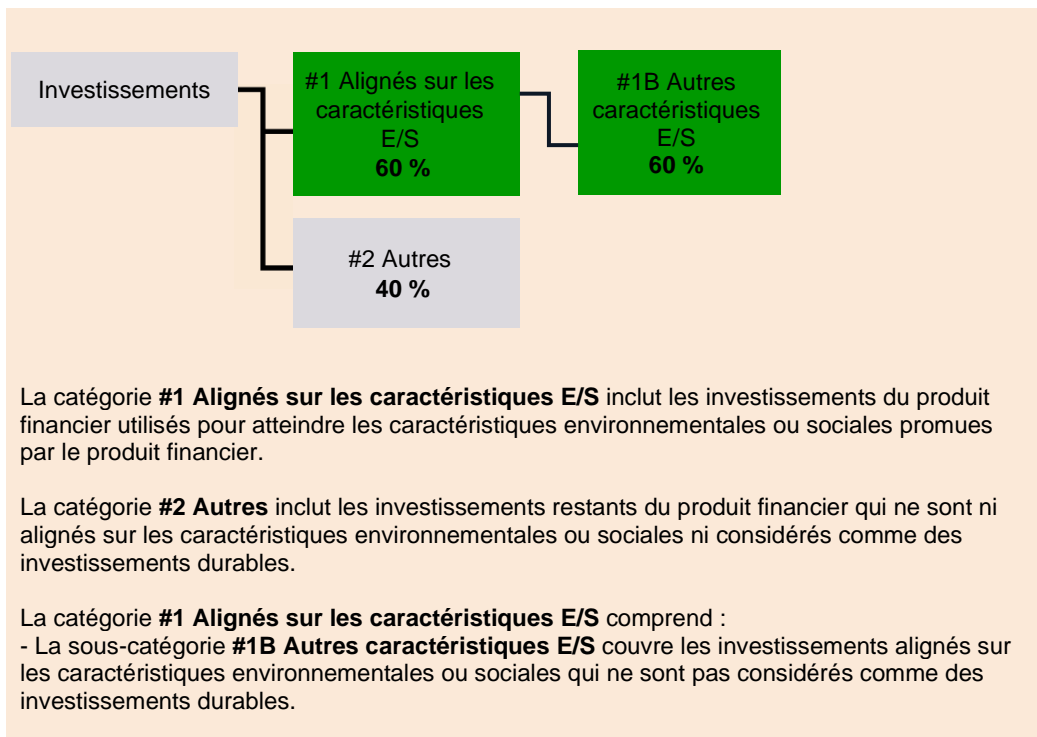 Investissements
#1 Alignés sur les
caractéristiques
E/S
60 %
#1B Autres
caractéristiques
E/S
60 %
#2 Autres
40 %
La catégorie #1 Alignés sur les caractéristiques E/S inclut les investissements du produit
financier utilisés pour atteindre les caractéristiques environnementales ou sociales promues
par le produit financier.
La catégorie #2 Autres inclut les investissements restants du produit financier qui ne sont ni
alignés sur les caractéristiques environnementales ou sociales ni considérés comme des
investissements durables.
La catégorie #1 Alignés sur les caractéristiques E/S comprend :
- La sous-catégorie #1B Autres caractéristiques E/S couvre les investissements alignés sur
les caractéristiques environnementales ou sociales qui ne sont pas considérés comme des
investissements durables.